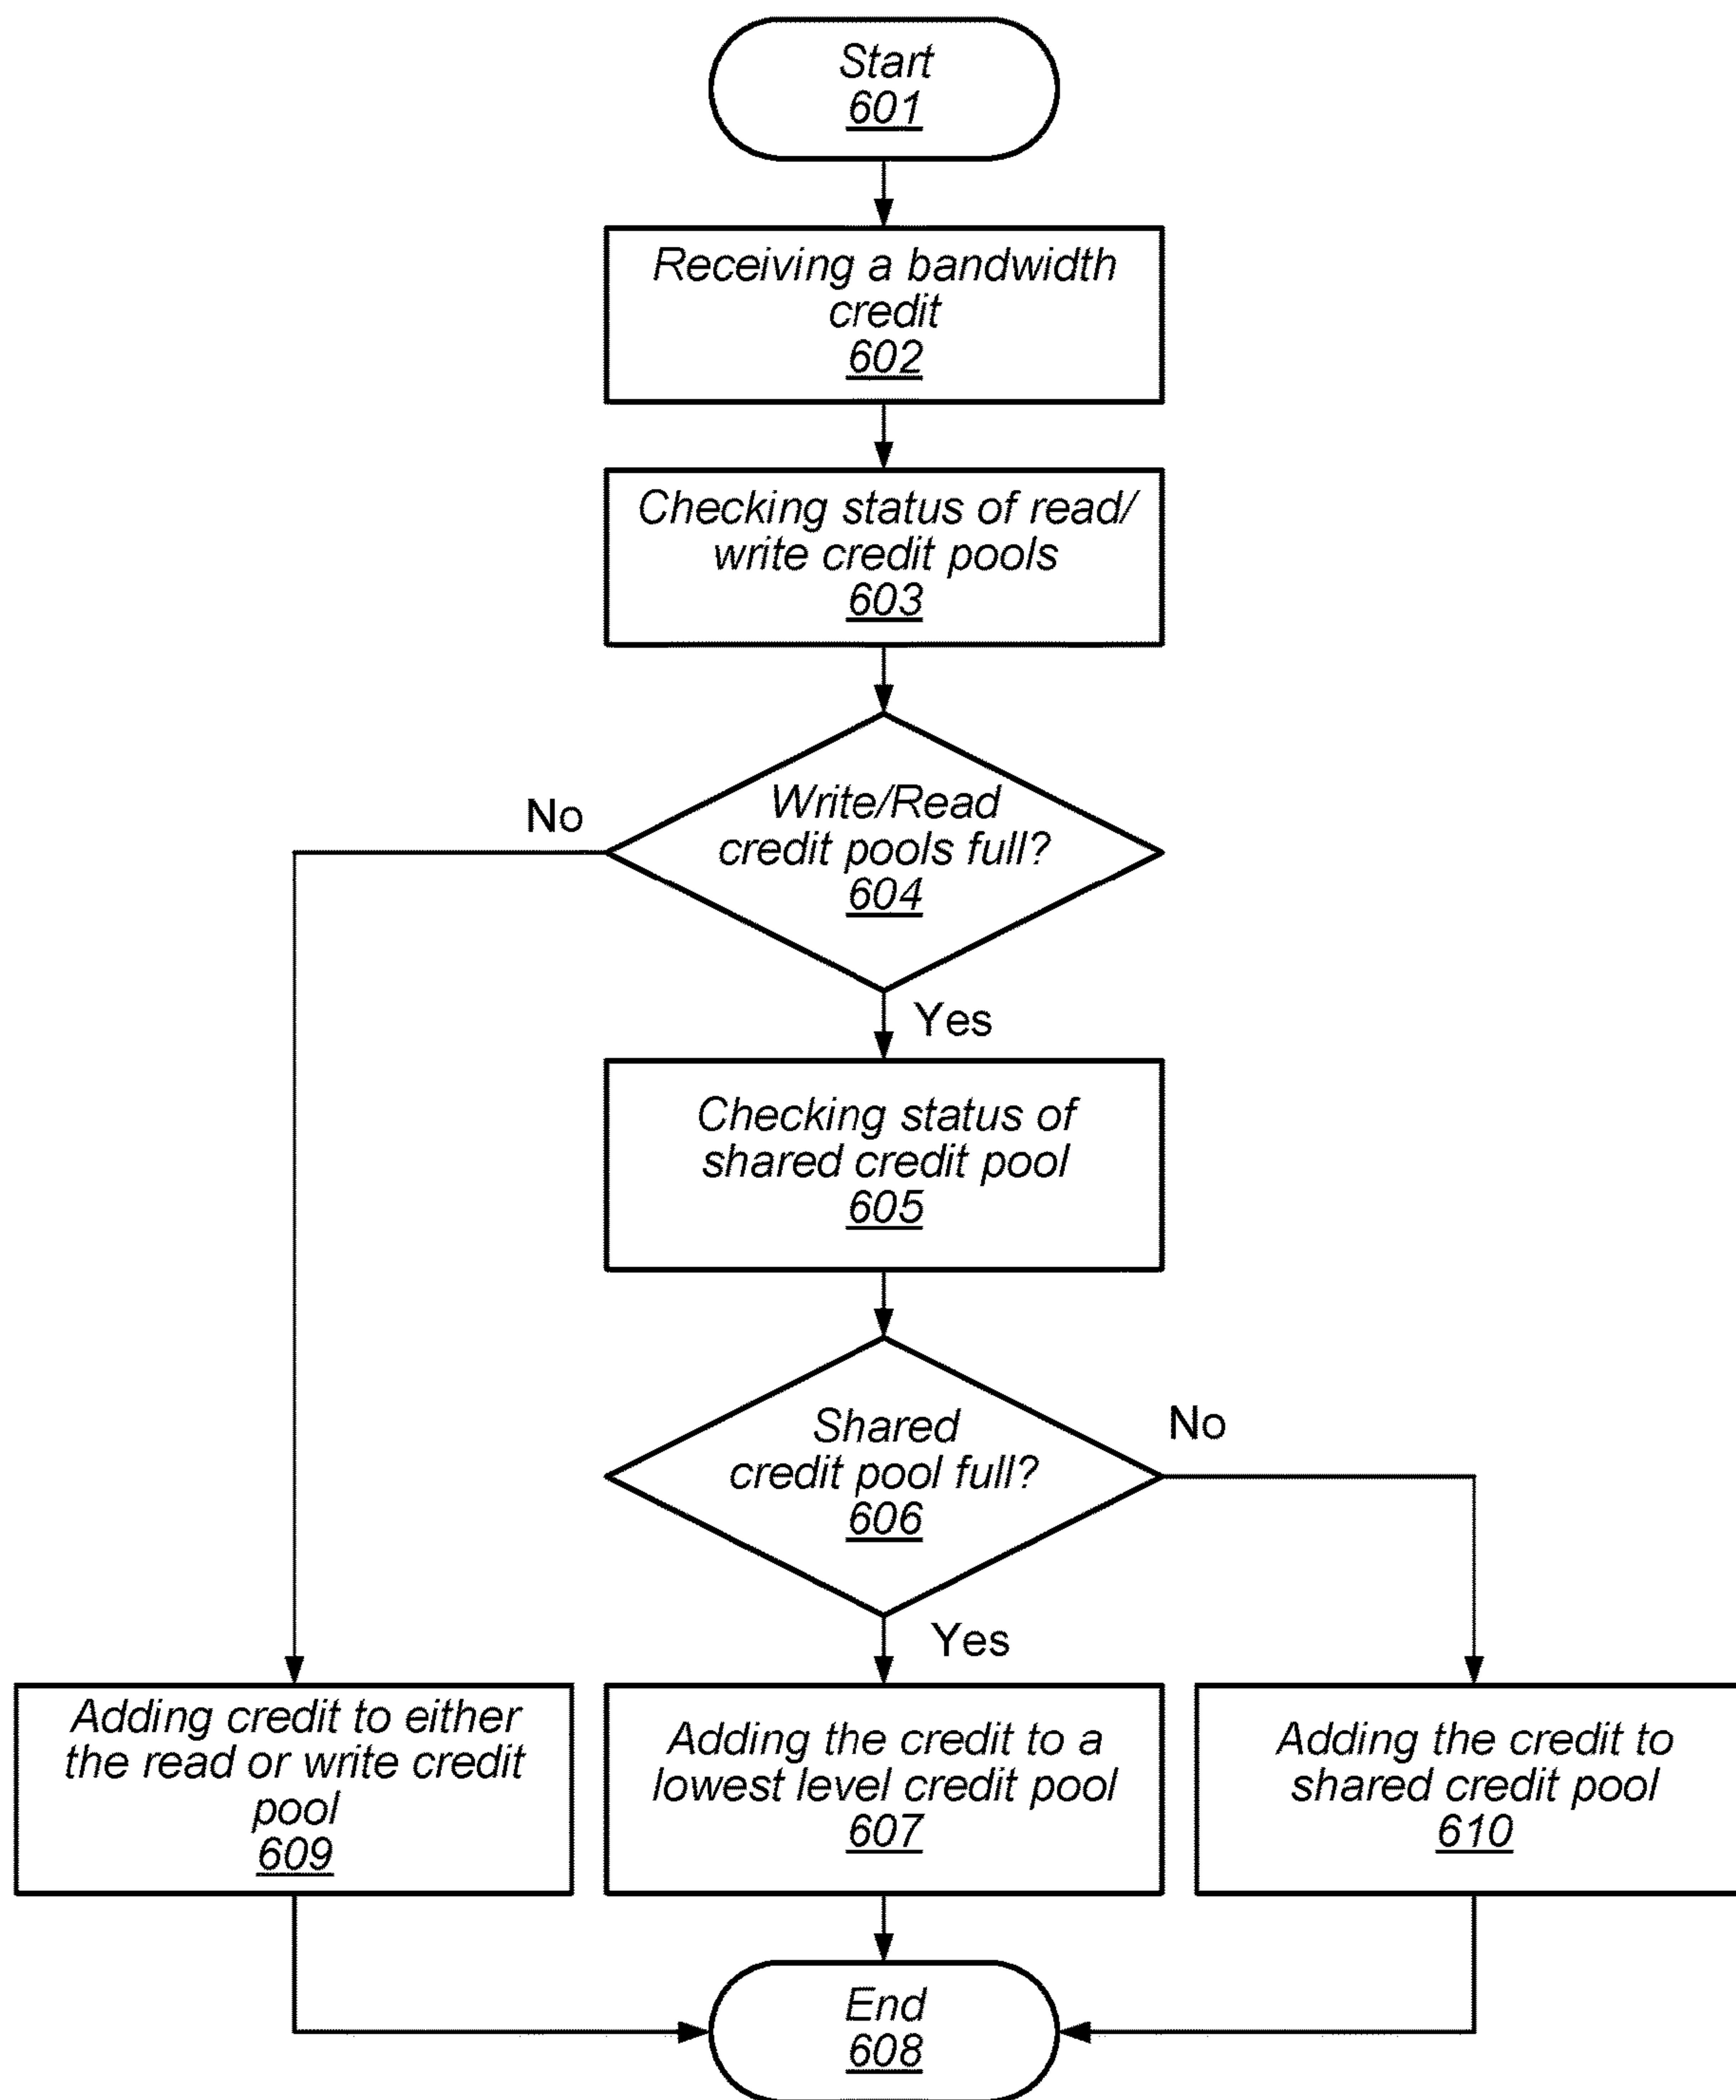 Start
601
Receiving a bandwidth
credit
602
Checking status of read/
write credit pools
603
No
Write/Read
credit pools full?
604
Yes
Checking status of
shared credit pool
605
Shared
credit pool full?
606
No
Yes
Adding credit to either
the read or write credit
pool
609
Adding the credit to a
lowest level credit pool
607
Adding the credit to
shared credit pool
610
End
608